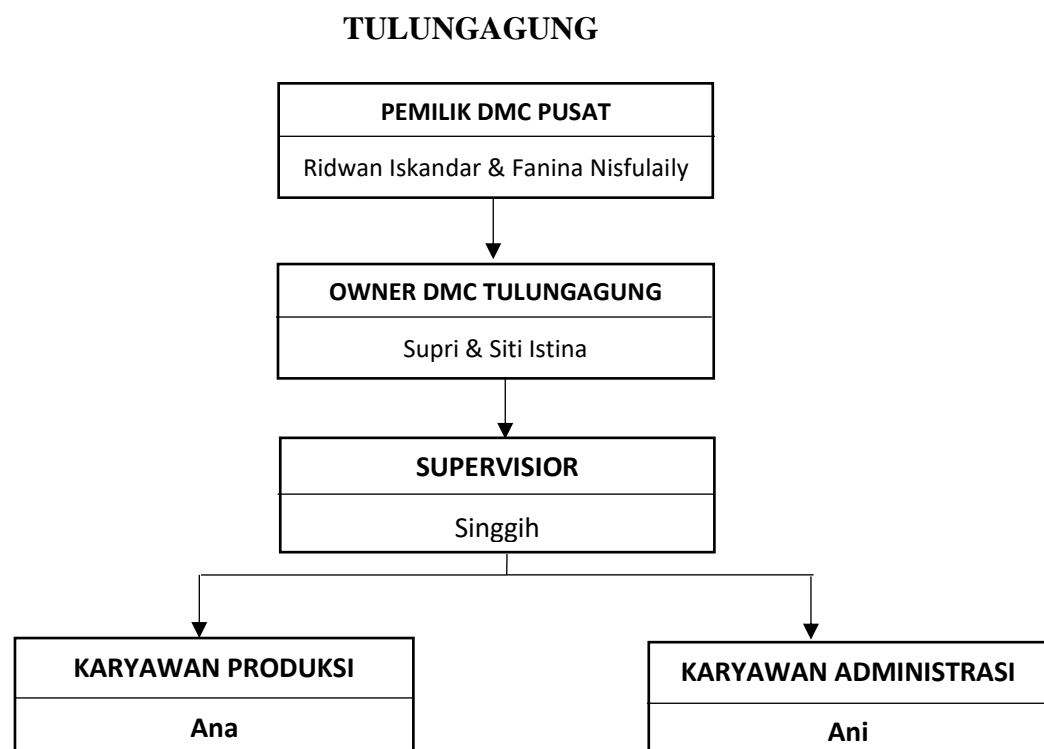 TULUNGAGUNG
PEMILIK DMC PUSAT
Ridwan Iskandar & Fanina Nisfulaily
OWNER DMC TULUNGAGUNG
Supri & Siti Istina
SUPERVISIOR
Singgih
KARYAWAN PRODUKSI
Ana
KARYAWAN ADMINISTRASI
Ani